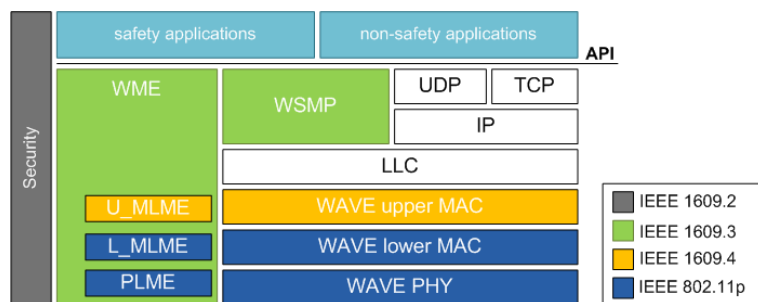 safety applications
non-safety applications
API
Security
WME
WSMP
UDP
TCP
IP
LLC
U_MLME
WAVE upper MAC
L_MLME
WAVE lower MAC
PLME
WAVE PHY
IEEE 1609.2
IEEE 1609.3
IEEE 1609.4
IEEE 802.11p